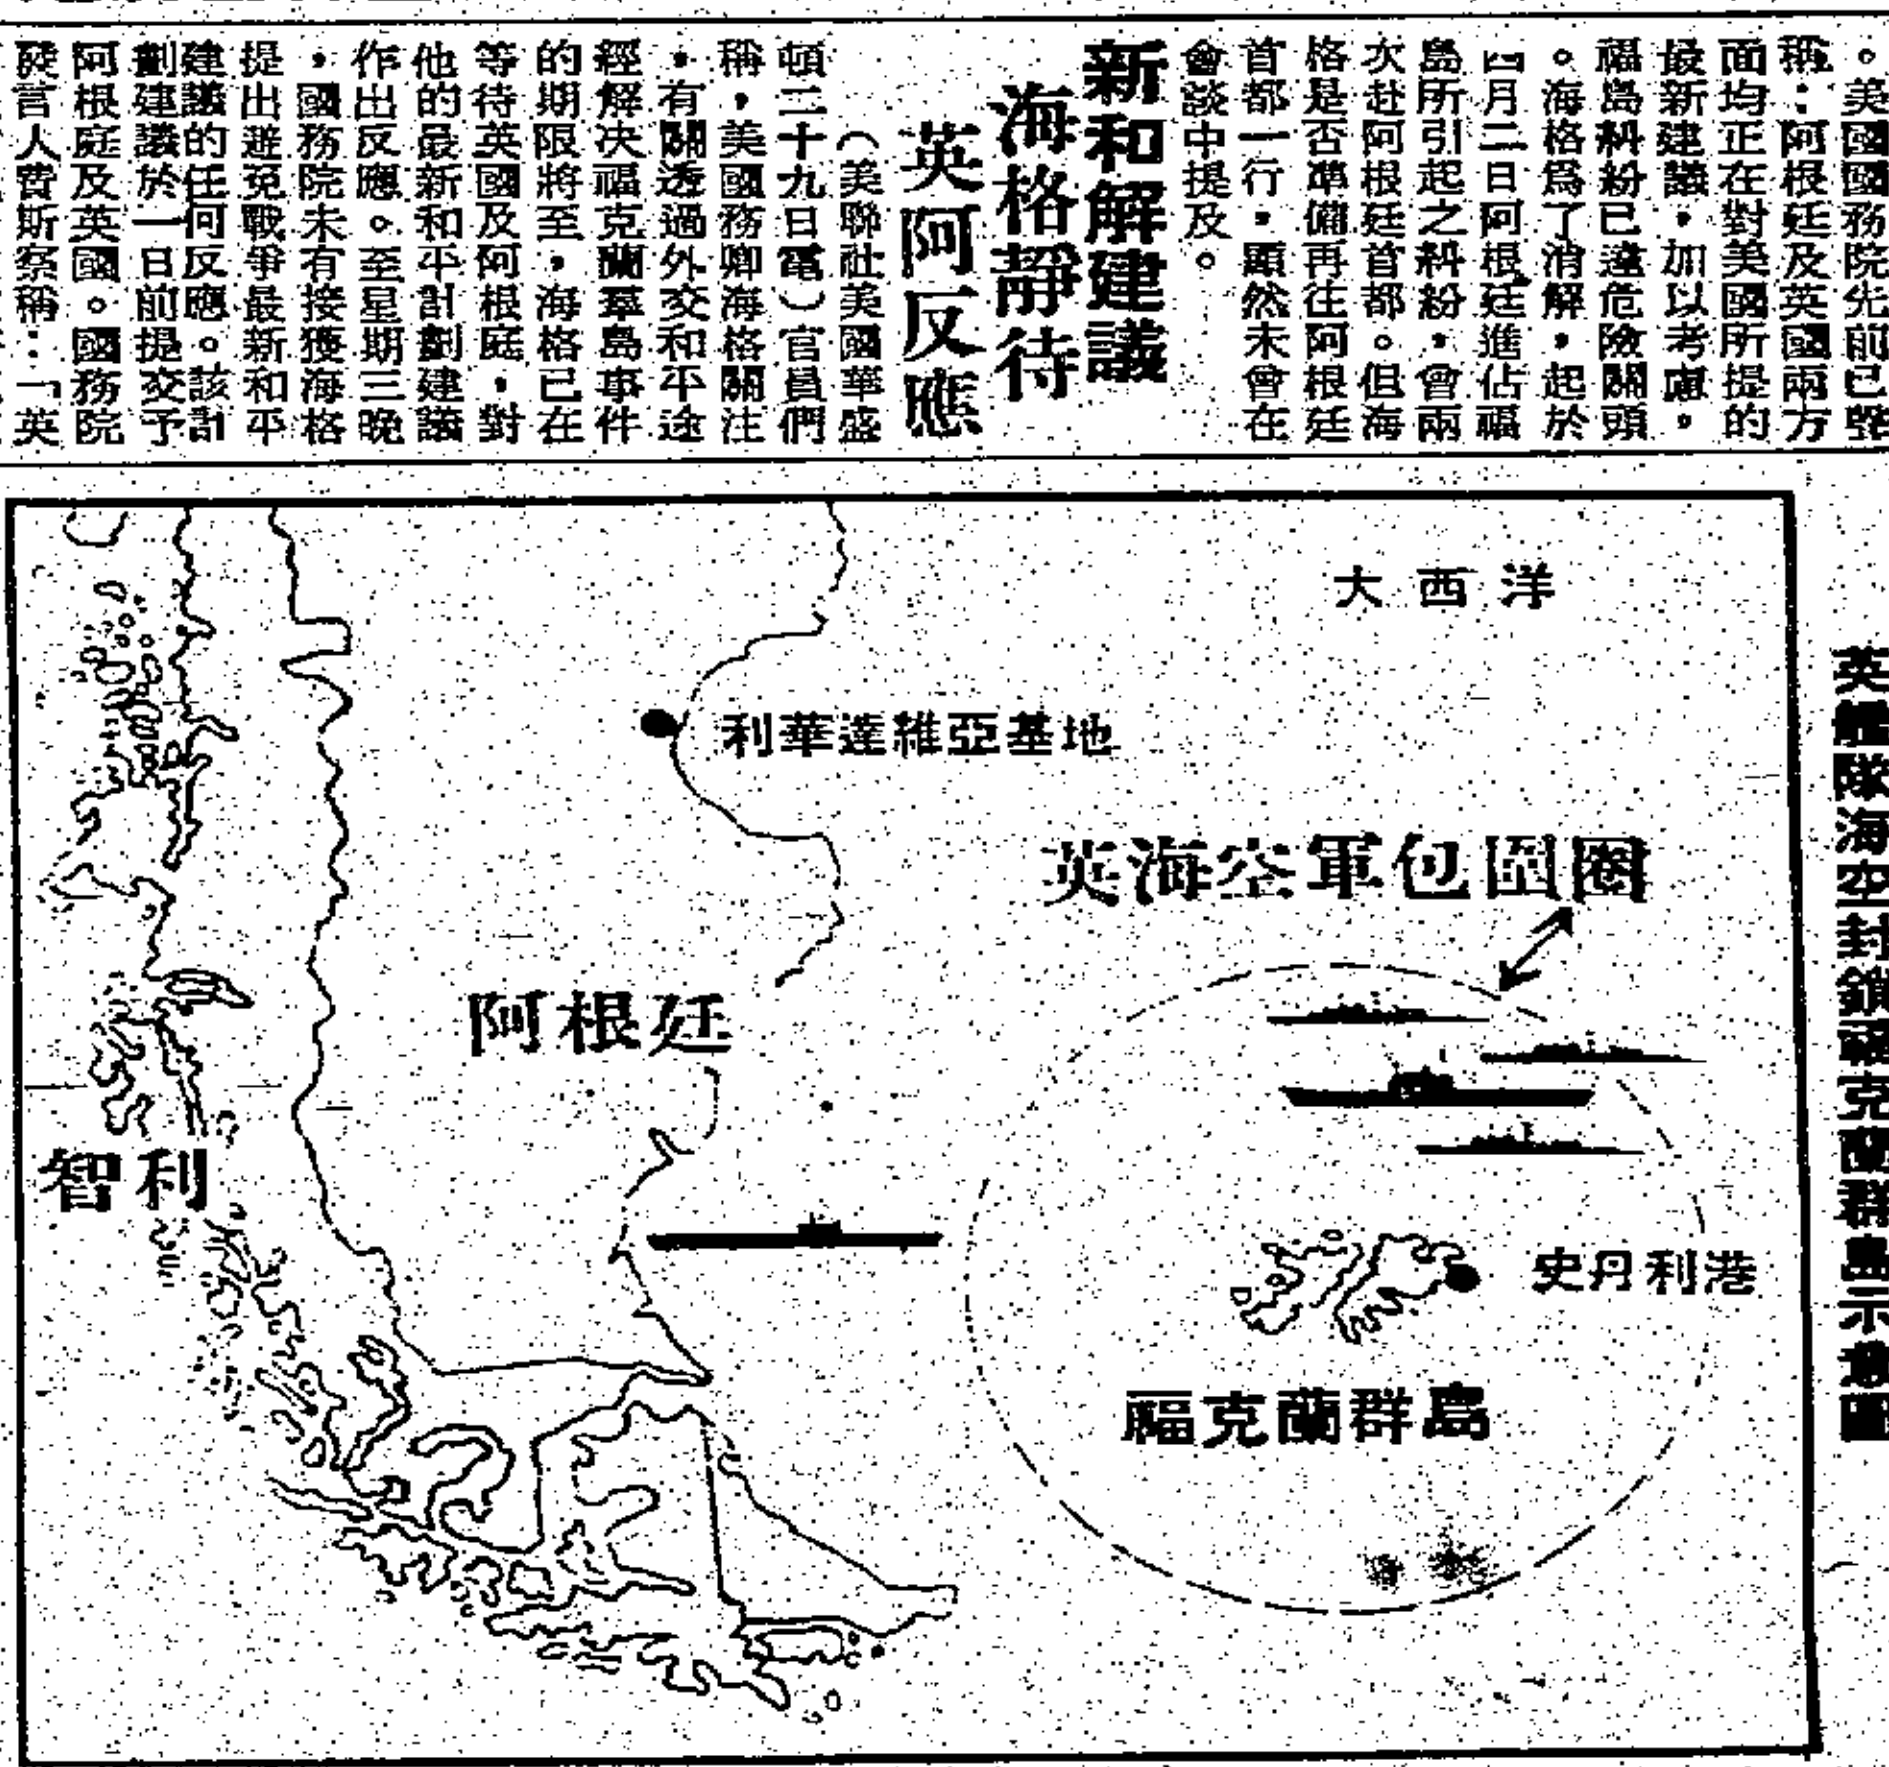 。美國國務院先前已
稱：阿根廷及英國兩方
面均正在對美國所提的
最新建議，加以考慮。
福島糾紛已達危險關頭
。海格爲了消解，起於
四月二日阿根廷進佔福
島所引起之糾紛，會兩
次赴阿根廷首都。但海
格是否準備再往阿根廷
首都一行，顯然未曾在
會談中提及。
新和解建議
海格靜待
英阿反應
（美聯社美國華盛
頓二十九日電）官員們
稱，美國務卿海格關注
，有關透過外交和平途
經解決福克蘭羣島事件
的期限將至，海格已在
等待英國及阿根庭，對
他的最新和平計劃建議
作出反應。至星期三晚
，國務院未有接獲海格
提出避免戰爭最新和平
建議的任何反應。該計
劃建議於一日前提交予
阿根庭及英國。國務院
發言人費斯察稱：「英
大西洋
利華達維亞基地
英海空軍包圍圈
阿根廷
智利
史丹利港
福克蘭群島
英艦隊海空封鎖福克蘭群島示意圖